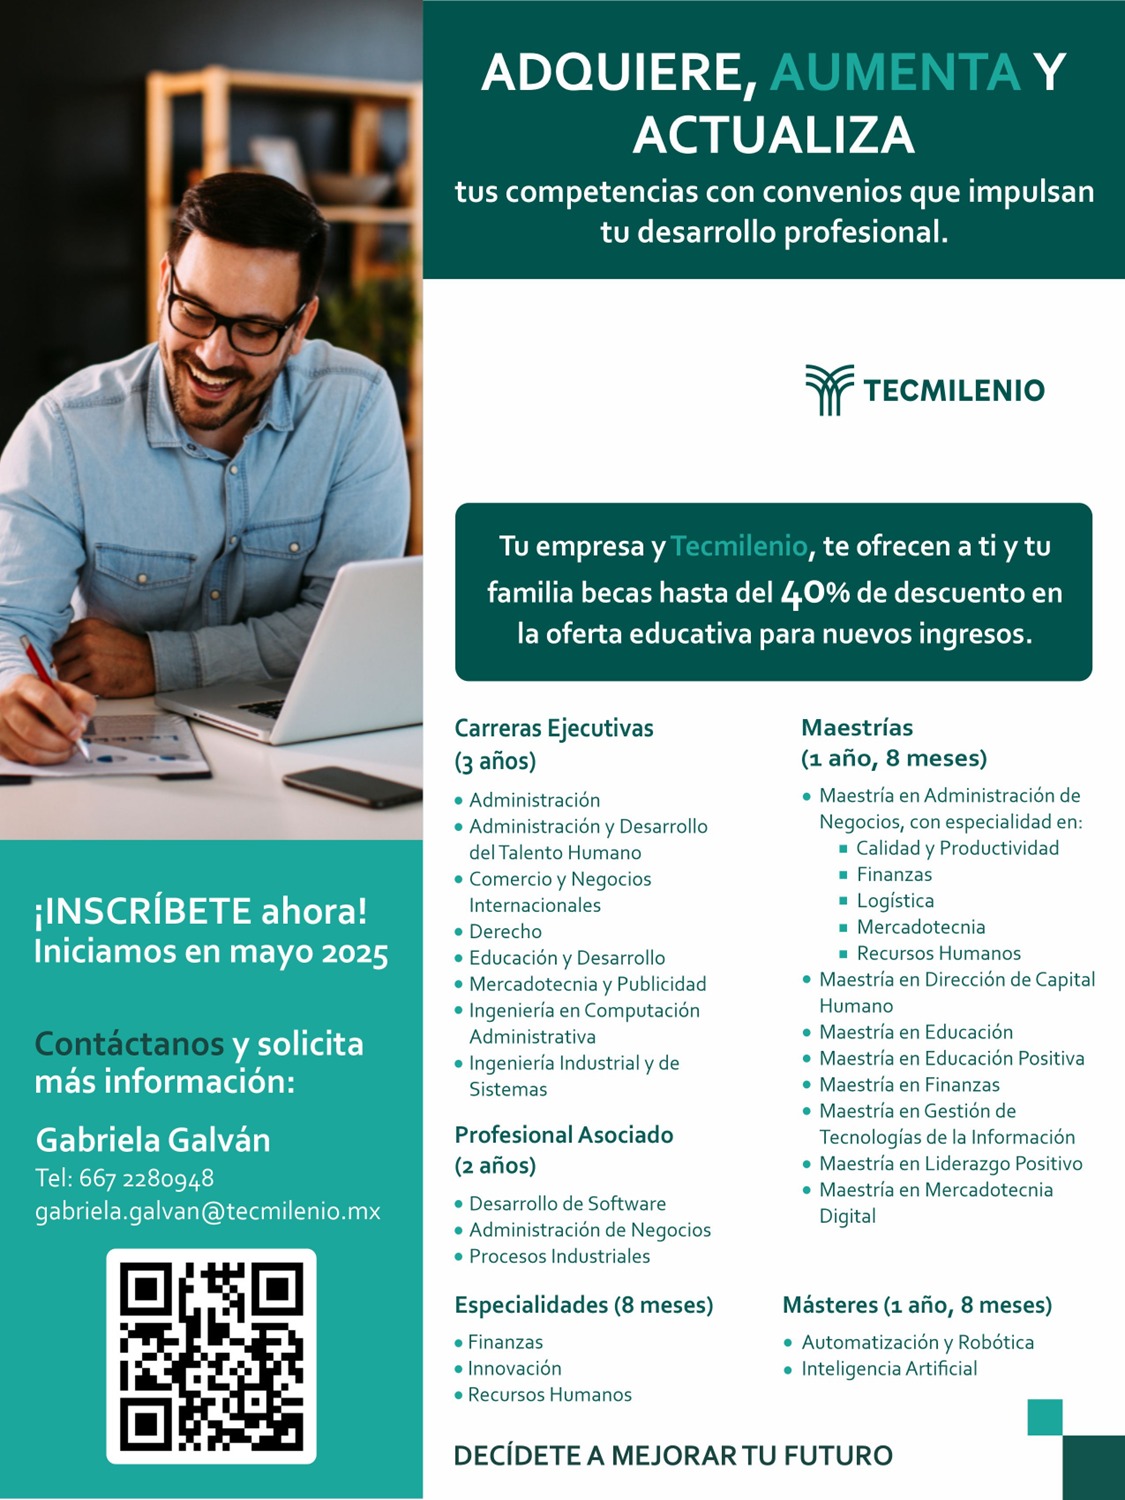 ADQUIERE, AUMENTA Y
ACTUALIZA
tus competencias con convenios que impulsan
tu desarrollo profesional.
TECMILENIO
Tu empresa y Tecmilenio, te ofrecen a ti y tu
familia becas hasta del 40% de descuento en
la oferta educativa para nuevos ingresos.
Carreras Ejecutivas
(3 años)
• Administración
• Administración y Desarrollo
del Talento Humano
• Comercio y Negocios
Internacionales
• Derecho
• Educación y Desarrollo
• Mercadotecnia y Publicidad
• Ingeniería en Computación
Administrativa
• Ingeniería Industrial y de
Sistemas
Profesional Asociado
(2 años)
• Desarrollo de Software
• Administración de Negocios
• Procesos Industriales
Especialidades (8 meses)
• Finanzas
• Innovación
• Recursos Humanos
Maestrías
(1 año, 8 meses)
• Maestría en Administración de
Negocios, con especialidad en:
▪ Calidad y Productividad
▪ Finanzas
▪ Logística
▪ Mercadotecnia
▪ Recursos Humanos
• Maestría en Dirección de Capital
Humano
• Maestría en Educación
• Maestría en Educación Positiva
• Maestría en Finanzas
• Maestría en Gestión de
Tecnologías de la Información
• Maestría en Liderazgo Positivo
• Maestría en Mercadotecnia
Digital
Másteres (1 año, 8 meses)
• Automatización y Robótica
• Inteligencia Artificial
DECÍDETE A MEJORAR TU FUTURO
¡INSCRÍBETE ahora!
Iniciamos en mayo 2025
Contáctanos y solicita
más información:
Gabriela Galván
Tel: 667 2280948
gabriela.galvan@tecmilenio.mx